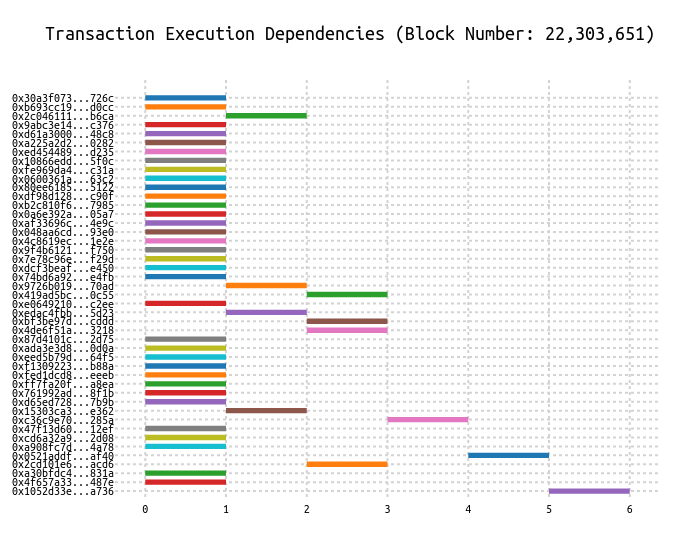 Transaction Execution Dependencies (Block Number: 22,303,651)
0x30a3f073...726c
0xb693cc19...d0cc
0x2c046111...b6ca
0x9abc3e14...c376
0xd61a3000...48c8
0xa225a2d2...0282
0xed454489...d235
0x10866edd...5f0c
0xfe969da4...c31a
0x0600361a...63c2
0x80ee6185...5122
0xdf98d128...c90f
0xb2c810f6...7985
0x0a6e392a...05a7
0xaf33696c...4e9c
0x048aa6cd...93e0
0x4c8619ec...1e2e
0x9f4b6121...f750
0x7e78c96e...f29d
0xdcf3beaf...e450
0x74bd6a92...e4fb
0x9726b019...70ad
0x419ad5bc...0c55
0xe0649210...c2ee
0xedac4fbb...5d23
0xbf3be97d...cddd
0x4de6f51a...3218
0x87d4101c...2d75
0xada3e3d8...0d0a
0xeed5b79d...64f5
0xf1309223...b88a
0xfed1dcd8...eeeb
0xff7fa20f...a8ea
0x761992ad...8f1b
0xd65ed728...7b9b
0x15303ca3...e362
0xc36c9e70...285a
0x47f13d60...12ef
0xcd6a32a9...2d08
0xa908fc7d...4a78
0x0521addf...af40
0x2cd101e6...acd6
0xa30bfdc4...831a
0x4f657a33...487e
0x1052d33e...a736
0 1 2 3 4 5 6